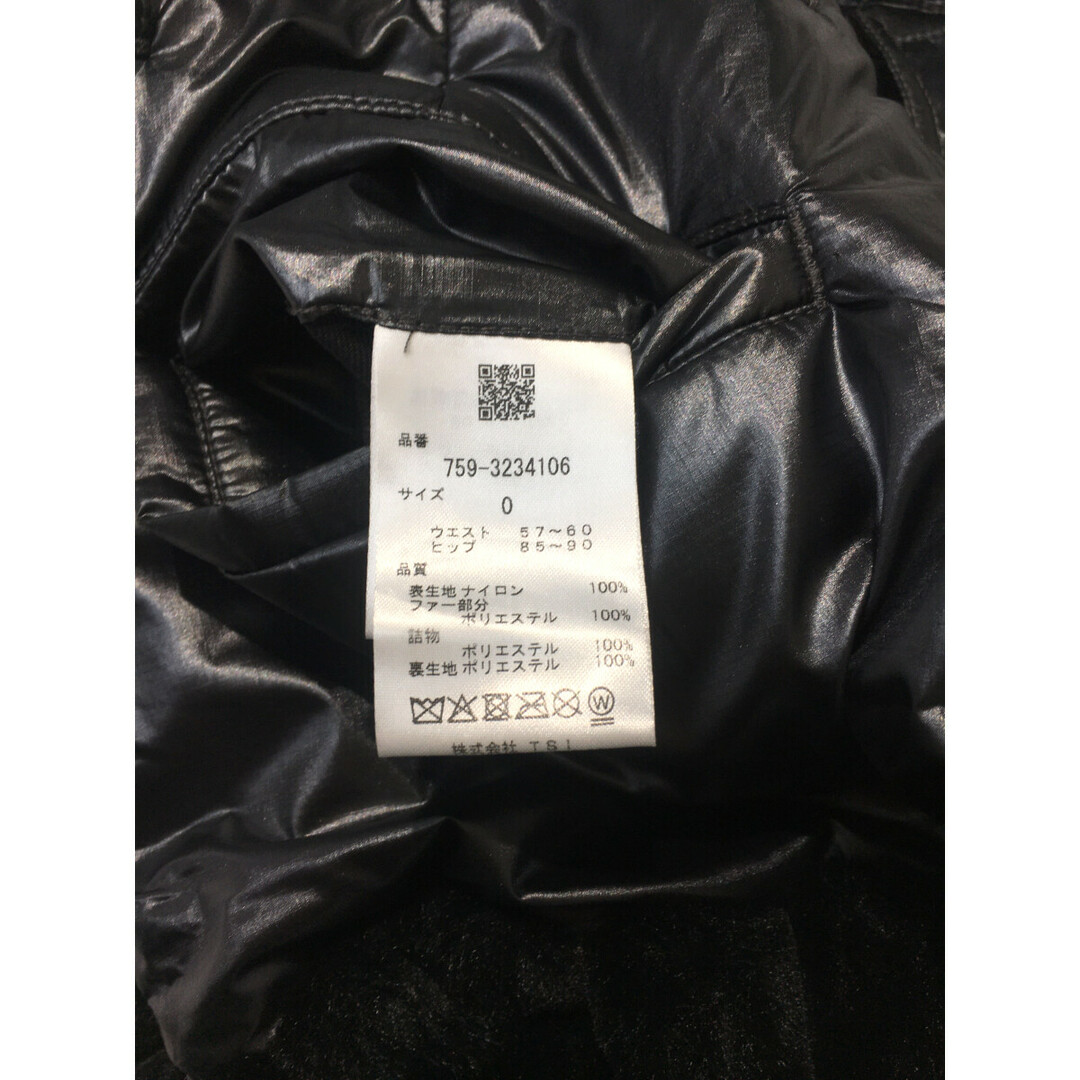 品番
759-3234106
サイズ
0
ウエスト 57〜60
ヒップ 85〜90
品質
表生地 ナイロン 100%
ファー部分
ポリエステル 100%
詰物
ポリエステル 100%
裏生地 ポリエステル 100%
W
株式会社 TSI